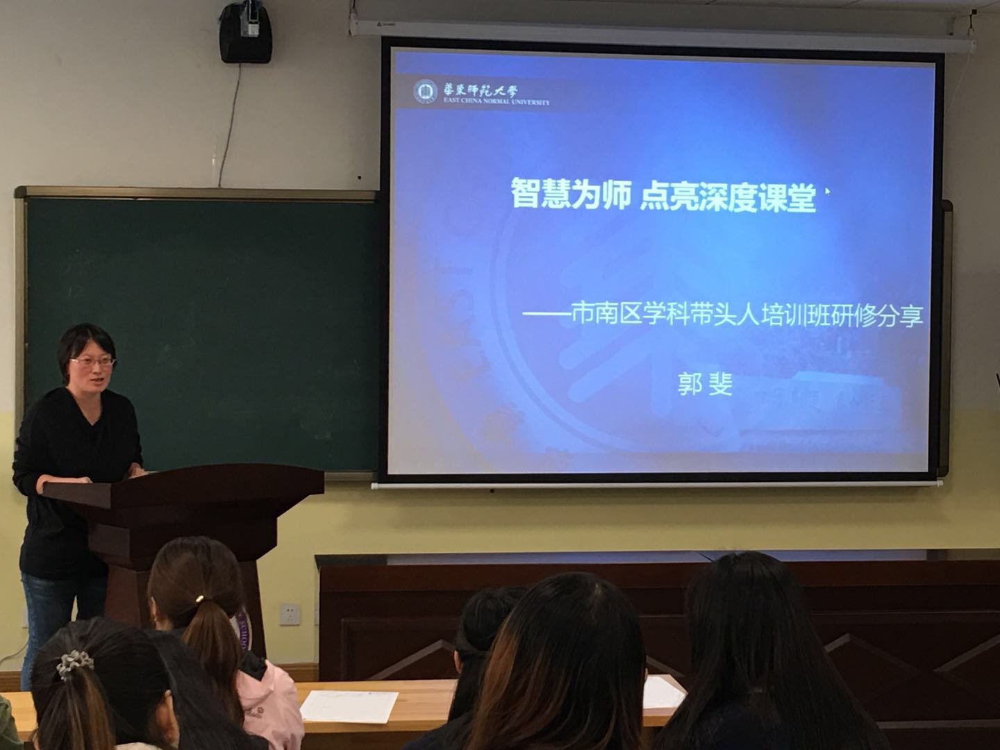 華東師範大學
EAST CHINA NORMAL UNIVERSITY
智慧为师 点亮深度课堂
——市南区学科带头人培训班研修分享
郭 斐